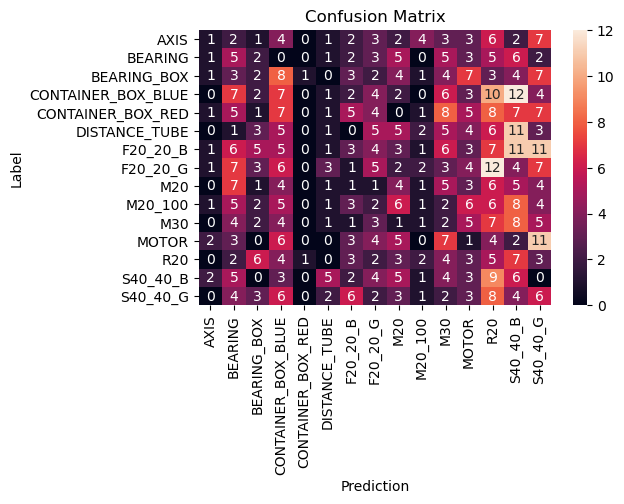 Confusion Matrix
AXIS 1 2 1 4 0 1 2 3 2 4 3 3 6 2 7
BEARING 1 5 2 0 0 1 2 3 5 0 5 3 5 6 2
BEARING_BOX 1 3 2 8 1 0 3 2 4 1 4 7 3 4 7
CONTAINER_BOX_BLUE 0 7 2 7 0 1 2 4 2 0 6 3 10 12 4
CONTAINER_BOX_RED 1 5 1 7 0 1 5 4 0 1 8 5 8 7 7
DISTANCE_TUBE 0 1 3 5 0 1 0 5 5 2 5 4 6 11 3
F20_20_B 1 6 5 5 0 1 3 4 3 1 6 3 7 11 11
F20_20_G 1 7 3 6 0 3 1 5 2 2 3 2 12 4 7
M20 0 7 1 4 0 1 1 1 4 1 5 3 6 5 4
M20_100 1 5 2 5 0 1 3 2 6 1 2 6 6 8 4
M30 0 4 2 4 0 1 1 3 1 1 2 5 7 8 5
MOTOR 2 3 0 6 0 0 3 4 5 0 7 1 4 2 11
R20 0 2 6 4 1 0 3 2 3 2 4 3 5 7 3
S40_40_B 2 5 0 3 0 5 2 4 5 1 4 3 9 6 0
S40_40_G 0 4 3 6 0 2 6 2 3 1 2 3 8 4 6
AXIS
BEARING
BEARING_BOX
CONTAINER_BOX_BLUE
CONTAINER_BOX_RED
DISTANCE_TUBE
F20_20_B
F20_20_G
M20
M20_100
M30
MOTOR
R20
S40_40_B
S40_40_G
Label
Prediction
12
10
8
6
4
2
0